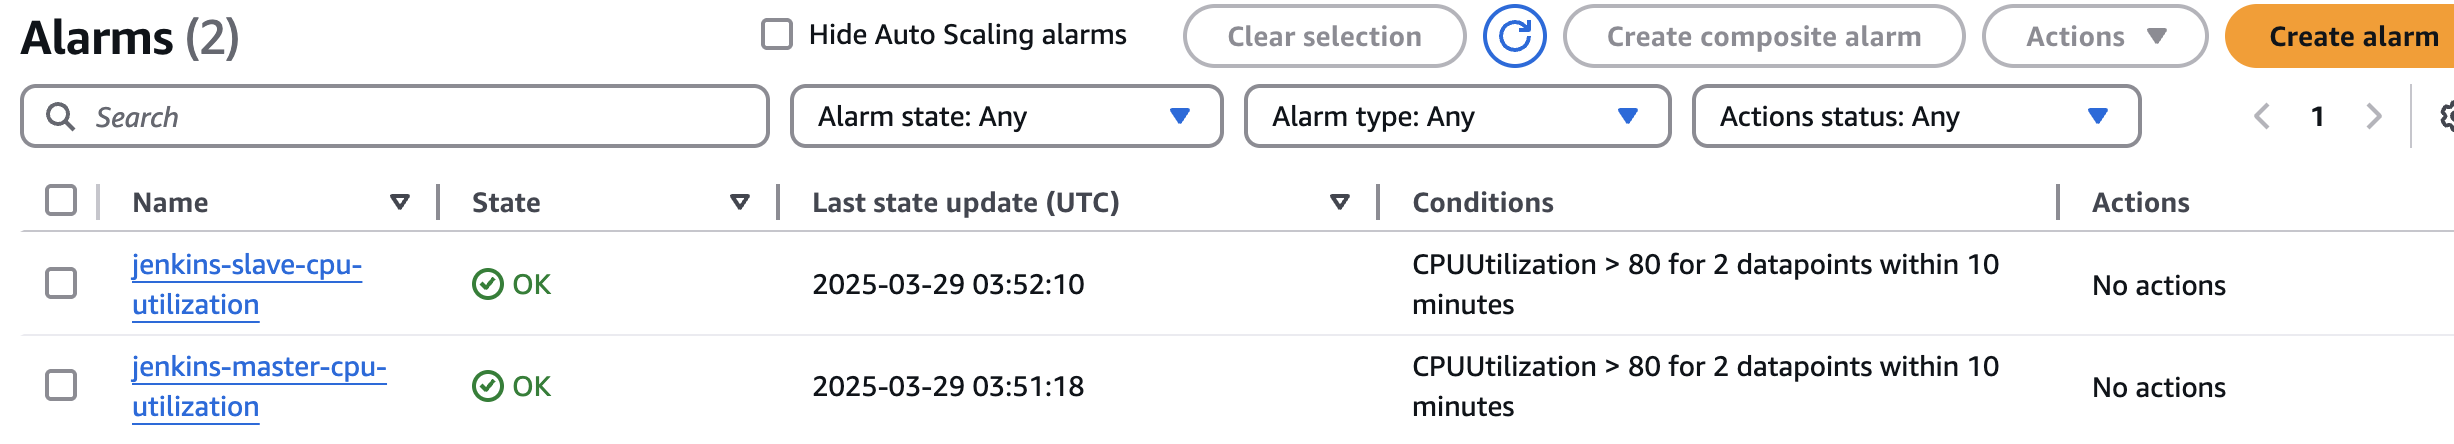 Alarms (2)
Hide Auto Scaling alarms
Clear selection
Create composite alarm
Actions
Create alarm
Search
Alarm state: Any
Alarm type: Any
Actions status: Any
1
Name
State
Last state update (UTC)
Conditions
Actions
jenkins-slave-cpu-
utilization
OK
2025-03-29 03:52:10
CPUUtilization > 80 for 2 datapoints within 10
minutes
No actions
jenkins-master-cpu-
utilization
OK
2025-03-29 03:51:18
CPUUtilization > 80 for 2 datapoints within 10
minutes
No actions